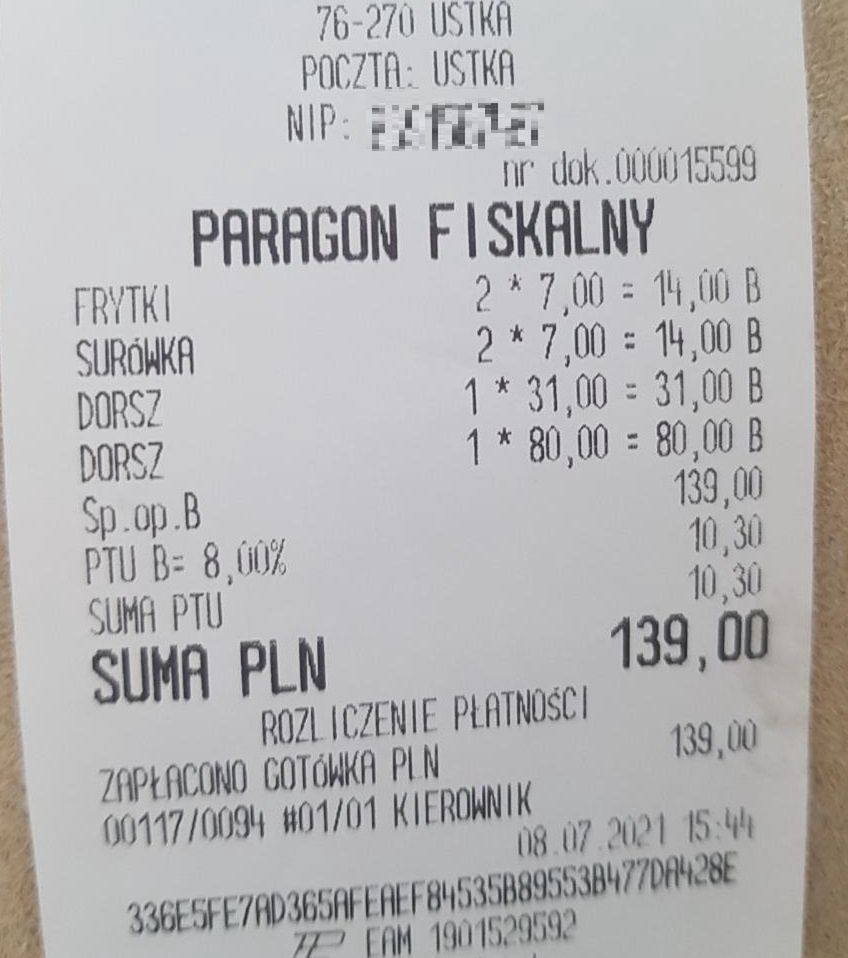 76-270 USTKA
POCZTA: USTKA
NIP:
nr dok.000015599
PARAGON FISKALNY
FRYTKI 2 * 7,00 = 14,00 B
SURÓWKA 2 * 7,00 = 14,00 B
DORSZ 1 * 31,00 = 31,00 B
DORSZ 1 * 80,00 = 80,00 B
Sp.op.B 139,00
PTU B= 8,00% 10,30
SUMA PTU 10,30
SUMA PLN 139,00
ROZLICZENIE PŁATNOŚCI
ZAPŁACONO GOTÓWKA PLN 139,00
00117/0094 #01/01 KIEROWNIK
08.07.2021 15:44
336E5FE7AD365AFEAEF84535B89553B477DA428E
EAM 1901529592